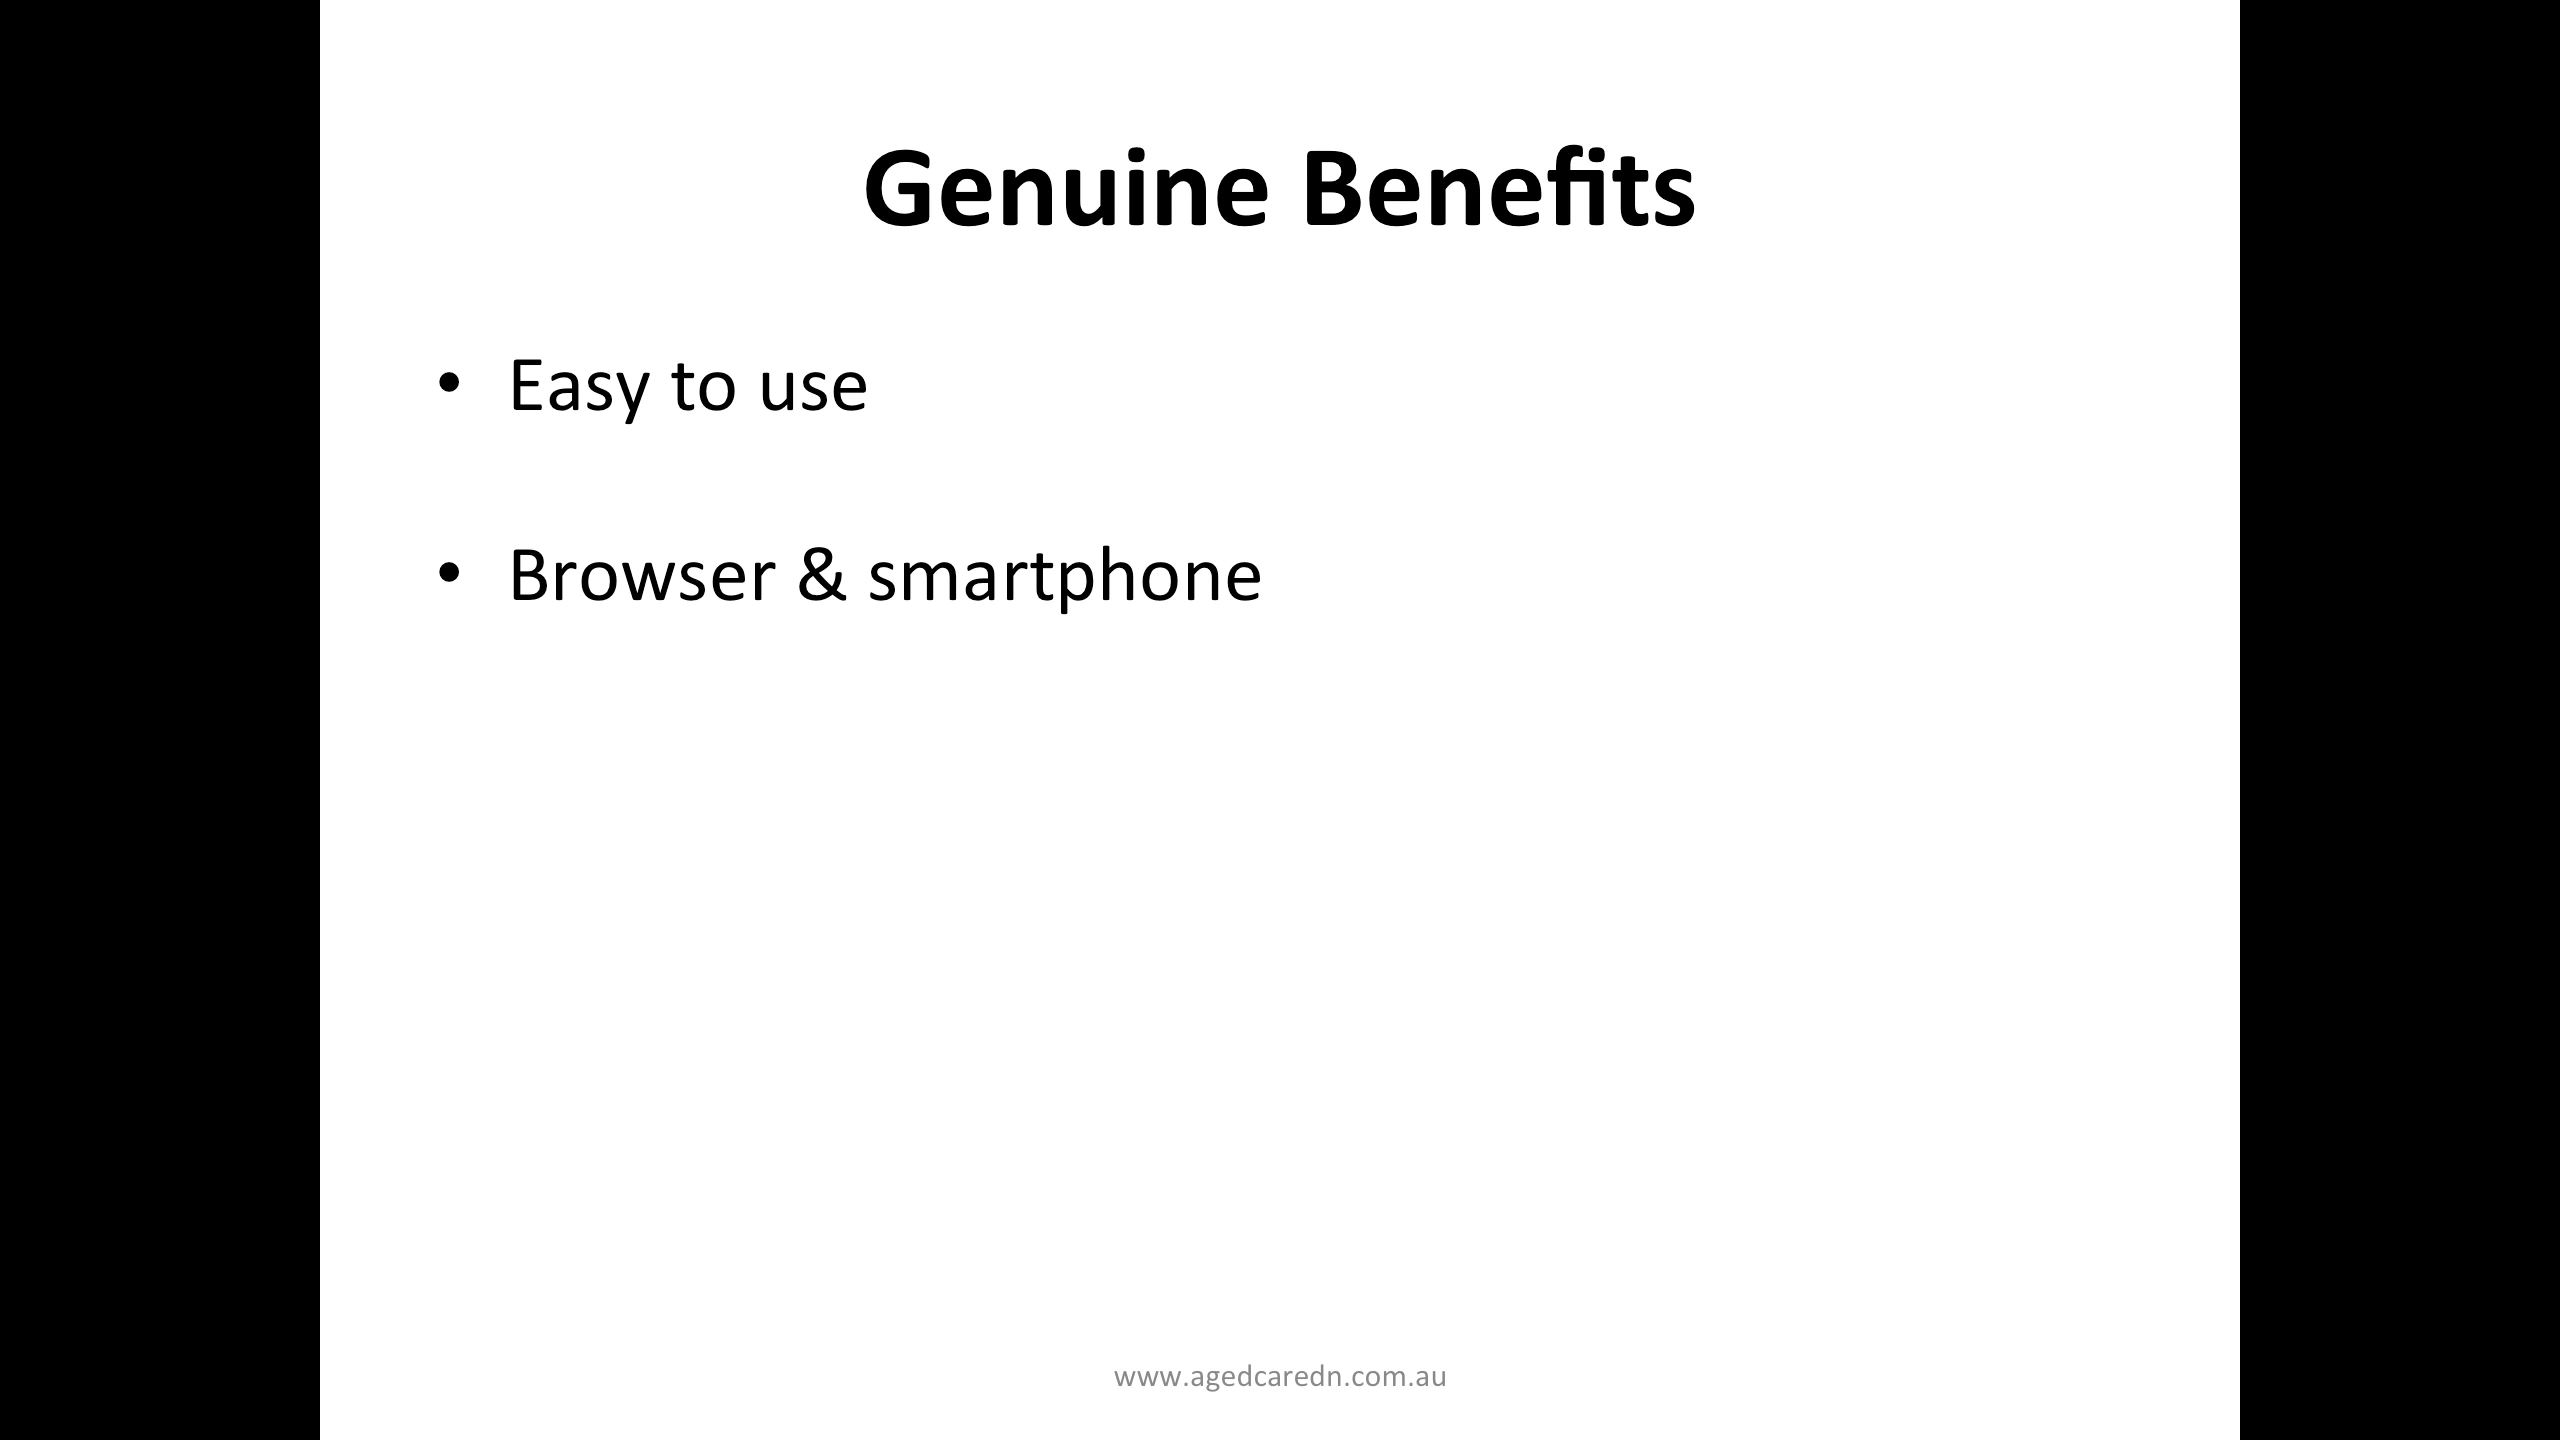 Genuine Benefits
• Easy to use
• Browser & smartphone
www.agedcaredn.com.au